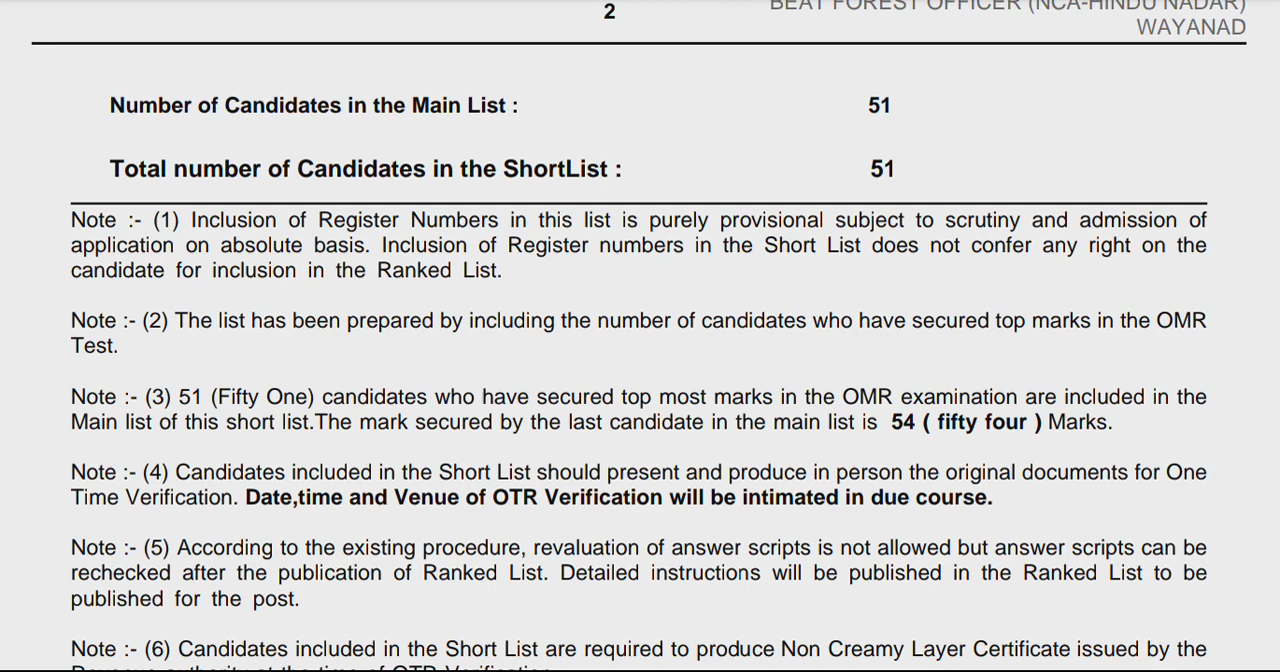 2
BEAT FOREST OFFICER (NCA-HINDU NADAR)
WAYANAD
Number of Candidates in the Main List : 51
Total number of Candidates in the ShortList : 51
Note :- (1) Inclusion of Register Numbers in this list is purely provisional subject to scrutiny and admission of
application on absolute basis. Inclusion of Register numbers in the Short List does not confer any right on the
candidate for inclusion in the Ranked List.
Note :- (2) The list has been prepared by including the number of candidates who have secured top marks in the OMR
Test.
Note :- (3) 51 (Fifty One) candidates who have secured top most marks in the OMR examination are included in the
Main list of this short list.The mark secured by the last candidate in the main list is 54 ( fifty four ) Marks.
Note :- (4) Candidates included in the Short List should present and produce in person the original documents for One
Time Verification. Date,time and Venue of OTR Verification will be intimated in due course.
Note :- (5) According to the existing procedure, revaluation of answer scripts is not allowed but answer scripts can be
rechecked after the publication of Ranked List. Detailed instructions will be published in the Ranked List to be
published for the post.
Note :- (6) Candidates included in the Short List are required to produce Non Creamy Layer Certificate issued by the